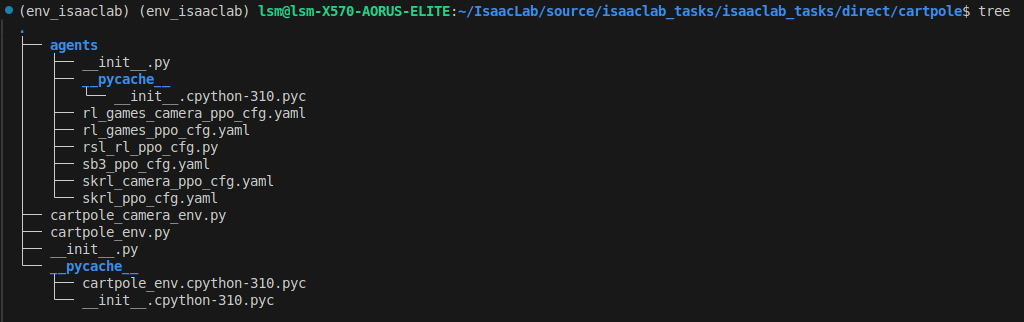 (env_isaaclab) (env_isaaclab) lsm@lsm-X570-AORUS-ELITE:~/IsaacLab/source/isaaclab_tasks/isaaclab_tasks/direct/cartpole$ tree
.
├── agents
│   ├── __init__.py
│   ├── __pycache__
│   │   └── __init__.cpython-310.pyc
│   ├── rl_games_camera_ppo_cfg.yaml
│   ├── rl_games_ppo_cfg.yaml
│   ├── rsl_rl_ppo_cfg.py
│   ├── sb3_ppo_cfg.yaml
│   ├── skrl_camera_ppo_cfg.yaml
│   └── skrl_ppo_cfg.yaml
├── cartpole_camera_env.py
├── cartpole_env.py
├── __init__.py
└── __pycache__
    ├── cartpole_env.cpython-310.pyc
    └── __init__.cpython-310.pyc